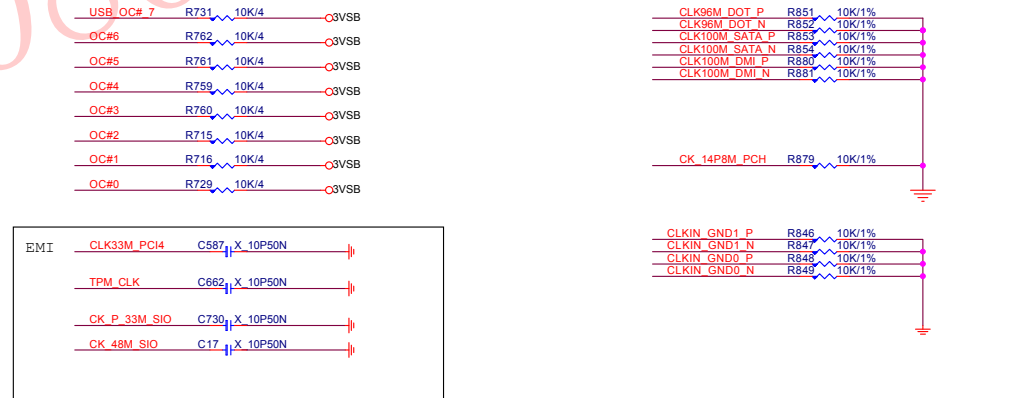 USB_OC#_7 R731 10K/4 3VSB
OC#6 R762 10K/4 3VSB
OC#5 R761 10K/4 3VSB
OC#4 R759 10K/4 3VSB
OC#3 R760 10K/4 3VSB
OC#2 R715 10K/4 3VSB
OC#1 R716 10K/4 3VSB
OC#0 R729 10K/4 3VSB
EMI
CLK33M_PCI4 C587 X_10P50N
TPM_CLK C662 X_10P50N
CK_P_33M_SIO C730 X_10P50N
CK_48M_SIO C17 X_10P50N
CLK96M_DOT_P R851 10K/1%
CLK96M_DOT_N R852 10K/1%
CLK100M_SATA_P R853 10K/1%
CLK100M_SATA_N R854 10K/1%
CLK100M_DMI_P R880 10K/1%
CLK100M_DMI_N R881 10K/1%
CK_14P8M_PCH R879 10K/1%
CLKIN_GND1_P R846 10K/1%
CLKIN_GND1_N R847 10K/1%
CLKIN_GND0_P R848 10K/1%
CLKIN_GND0_N R849 10K/1%